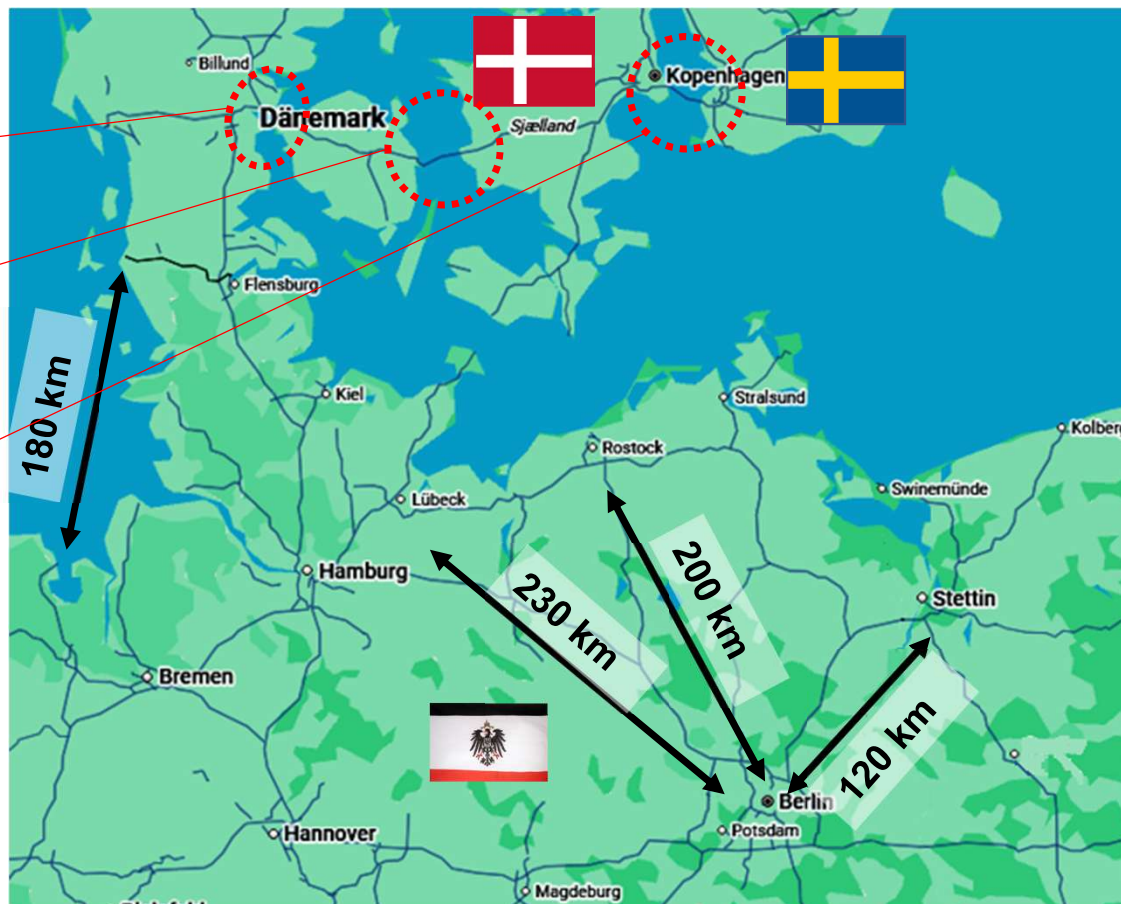 Billund
Kopenhagen
Dänemark
Sjælland
Flensburg
180 km
Kiel
Stralsund
Kolberg
Rostock
Swinemünde
Lübeck
Hamburg
200 km
230 km
Stettin
Bremen
120 km
Berlin
Hannover
Potsdam
Magdeburg